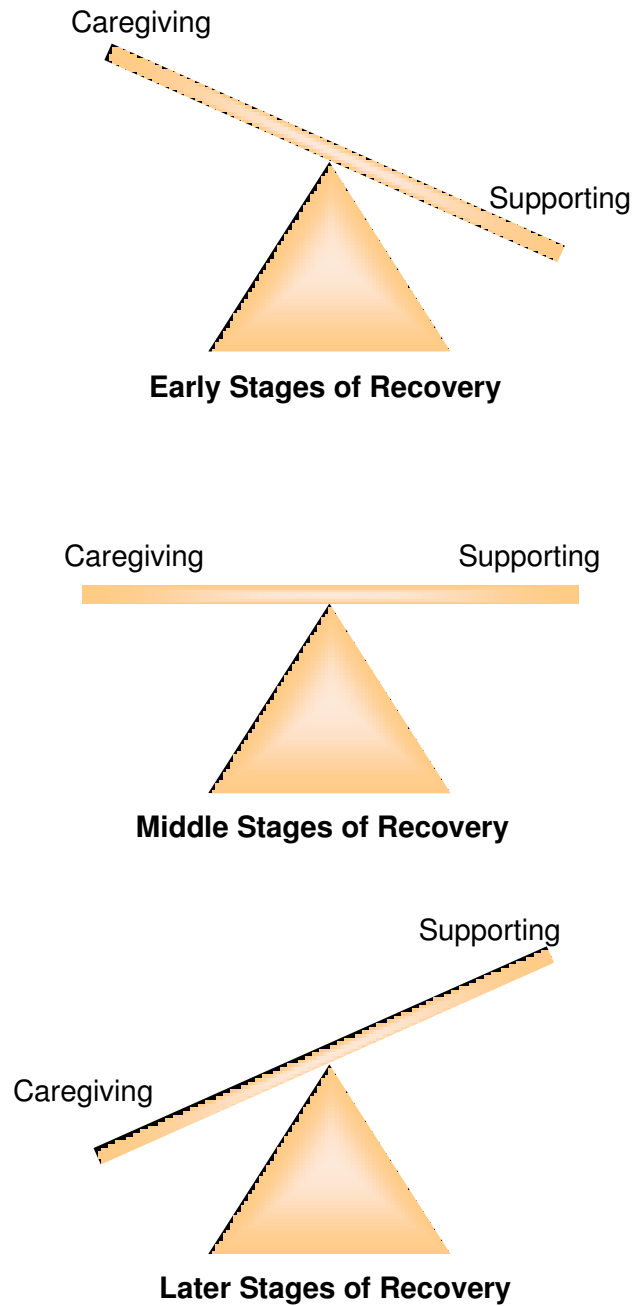 Caregiving
Supporting
Early Stages of Recovery
Caregiving Supporting
Middle Stages of Recovery
Supporting
Caregiving
Later Stages of Recovery